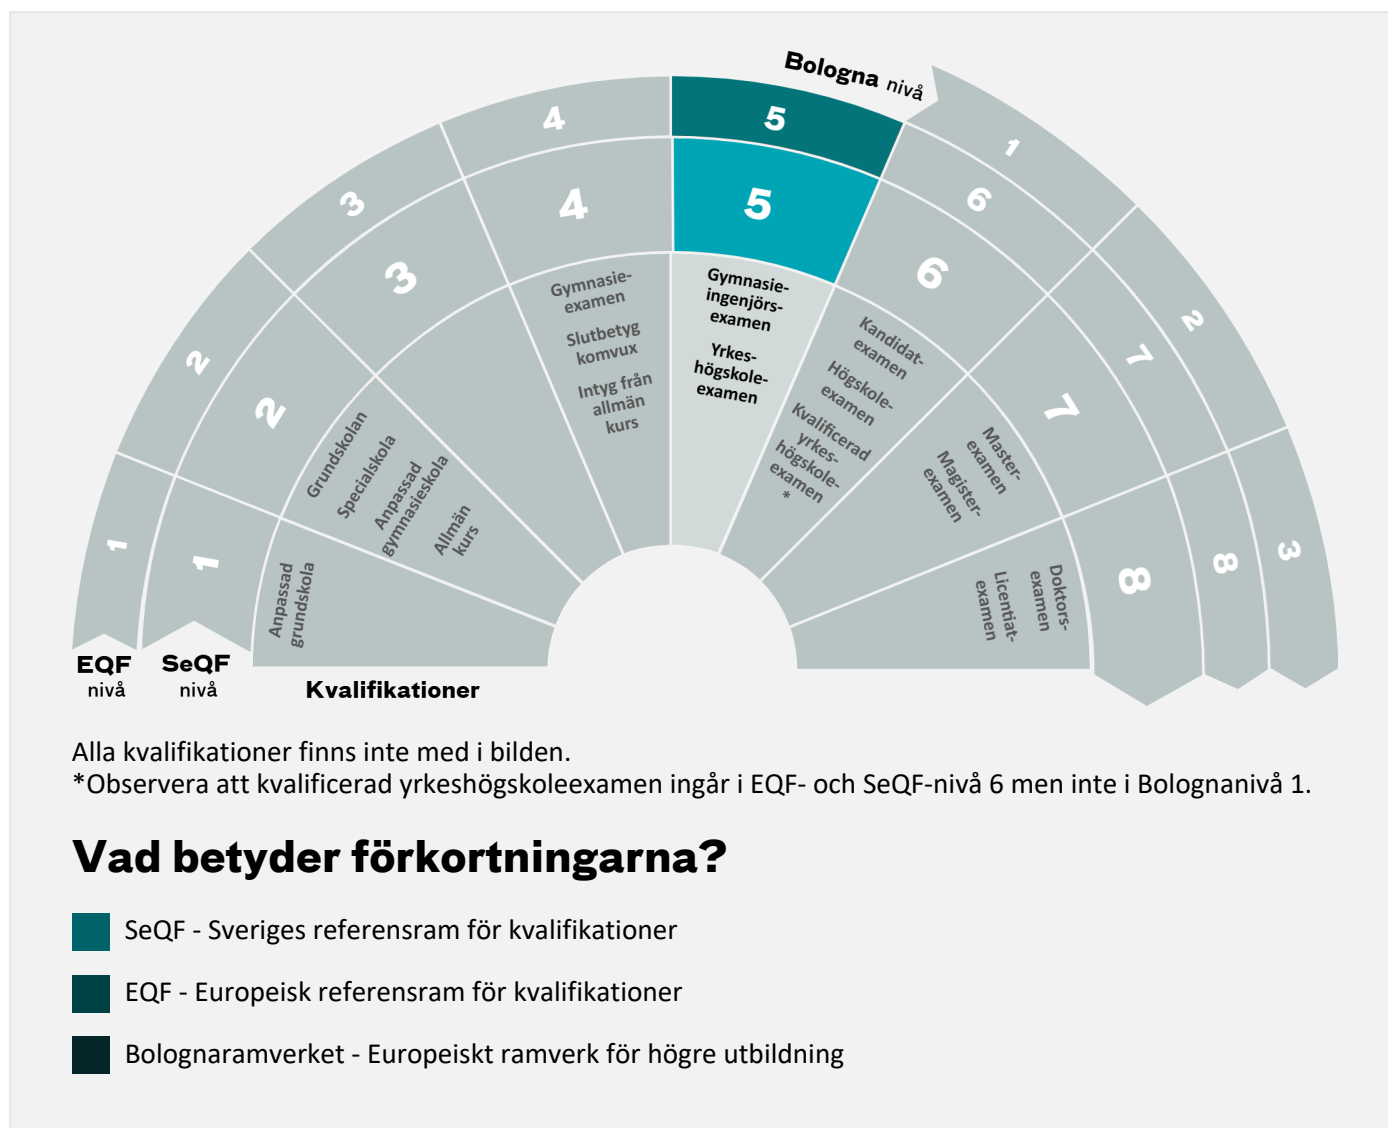 Bologna nivå
1
2
3
1
2
3
4
5
6
7
8
1
2
3
4
5
6
7
8
Anpassad
grundskola
Grundskolan
Specialskola
Anpassad
gymnasieskola
Allmän
kurs
Gymnasie-
examen
Slutbetyg
komvux
Intyg från
allmän
kurs
Gymnasie-
ingenjörs-
examen
Yrkes-
högskole-
examen
Kandidat-
examen
Högskole-
examen
Kvalificerad
yrkes-
högskole-
examen
*
Master-
examen
Magister-
examen
Doktors-
examen
Licentiat-
examen
EQF
nivå
SeQF
nivå
Kvalifikationer
Alla kvalifikationer finns inte med i bilden.
*Observera att kvalificerad yrkeshögskoleexamen ingår i EQF- och SeQF-nivå 6 men inte i Bolognanivå 1.
Vad betyder förkortningarna?
SeQF - Sveriges referensram för kvalifikationer
EQF - Europeisk referensram för kvalifikationer
Bolognaramverket - Europeiskt ramverk för högre utbildning